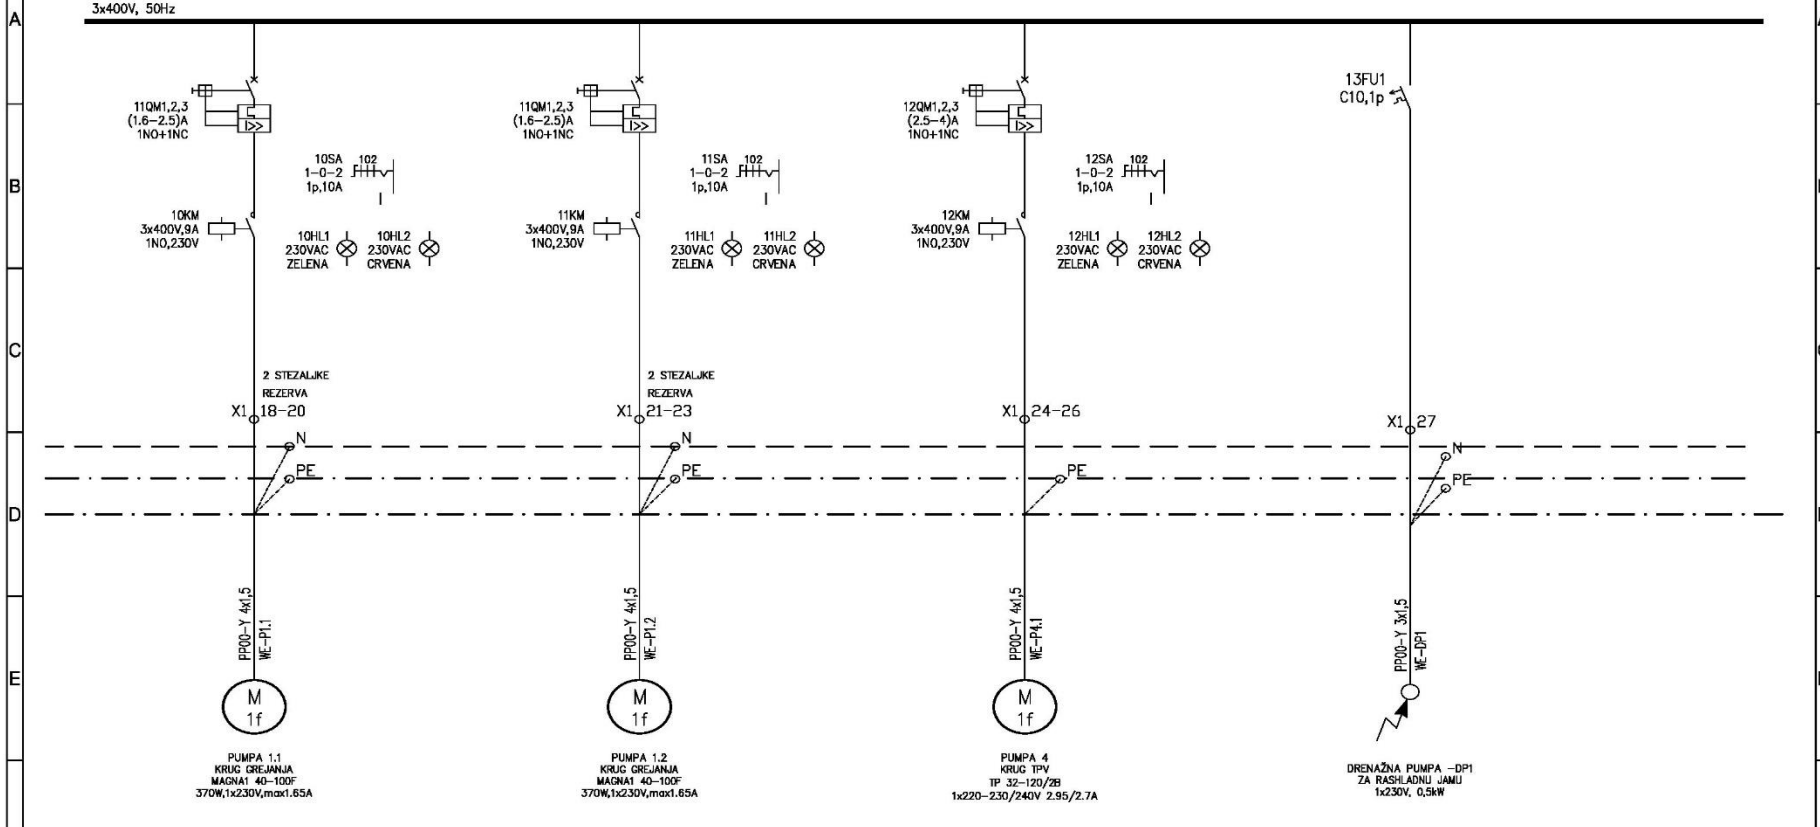 3x400V, 50Hz
A
B
C
D
E
11QM1,2,3
(1.6-2.5)A
1NO+1NC
10SA
1-0-2
1p,10A
102
10KM
3x400V,9A
1NO,230V
10HL1
230VAC
ZELENA
10HL2
230VAC
CRVENA
2 STEZALJKE
REZERVA
X1 18-20
N
PE
PP00-Y 4x1,5
WE-P1.1
M
1f
PUMPA 1.1
KRUG GREJANJA
MAGNA1 40-100F
370W,1x230V,max1.65A
11QM1,2,3
(1.6-2.5)A
1NO+1NC
11SA
1-0-2
1p,10A
102
11KM
3x400V,9A
1NO,230V
11HL1
230VAC
ZELENA
11HL2
230VAC
CRVENA
2 STEZALJKE
REZERVA
X1 21-23
N
PE
PP00-Y 4x1,5
WE-P1.2
M
1f
PUMPA 1.2
KRUG GREJANJA
MAGNA1 40-100F
370W,1x230V,max1.65A
12QM1,2,3
(2.5-4)A
1NO+1NC
12SA
1-0-2
1p,10A
102
12KM
3x400V,9A
1NO,230V
12HL1
230VAC
ZELENA
12HL2
230VAC
CRVENA
X1 24-26
PE
PP00-Y 4x1,5
WE-P4.1
M
1f
PUMPA 4
KRUG TPV
TP 32-120/2B
1x220-230/240V 2.95/2.7A
13FU1
C10,1p
X1 27
N
PE
PP00-Y 3x1,5
WE-DP1
DRENAŽNA PUMPA -DP1
ZA RASHLADNU JAMU
1x230V, 0,5kW